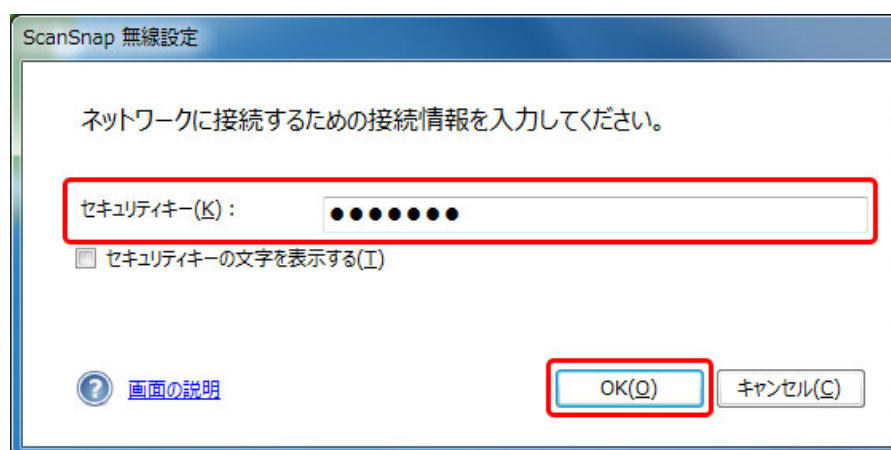 ScanSnap 無線設定
ネットワークに接続するための接続情報を入力してください。
セキュリティキー(K)： ●●●●●●●
セキュリティキーの文字を表示する(T)
? 画面の説明 OK(O) キャンセル(C)